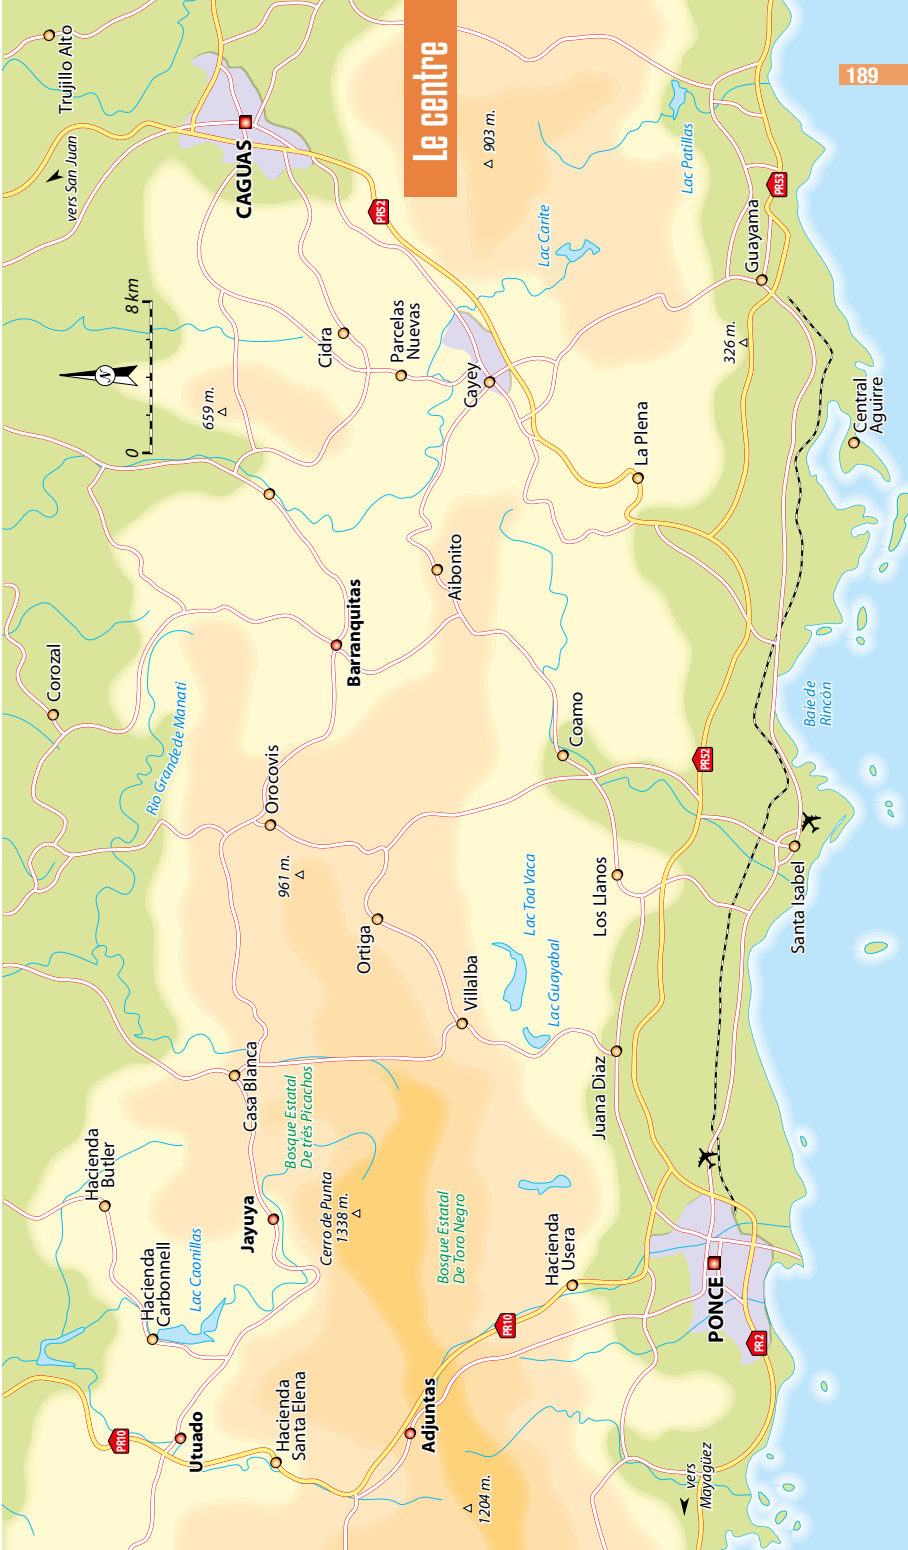 Le centre
189
Trujillo Alto
vers San Juan
CAGUAS
PR52
903 m.
Lac Patillas
Lac Carite
PR53
Guayama
326 m.
0
8 km
N
659 m.
Cidra
Parcelas
Nuevas
Cayey
La Plena
Central
Aguirre
Aibonito
Barranquitas
Corozal
Rio Grande de Manati
Orocovis
961 m.
Coamo
PR52
Baie de
Rincón
Santa Isabel
Los Llanos
Lac Toa Vaca
Lac Guayabal
Ortiga
Villalba
Juana Diaz
Casa Blanca
Bosque Estatal
De trés Picachos
Hacienda
Butler
Jayuya
Cerro de Punta
1338 m.
Bosque Estatal
De Toro Negro
Hacienda
Usera
Hacienda
Carbonnell
Lac Caonillas
PR10
PONCE
PR2
Utuado
PR10
Hacienda
Santa Elena
Adjuntas
1204 m.
vers
Mayagüez